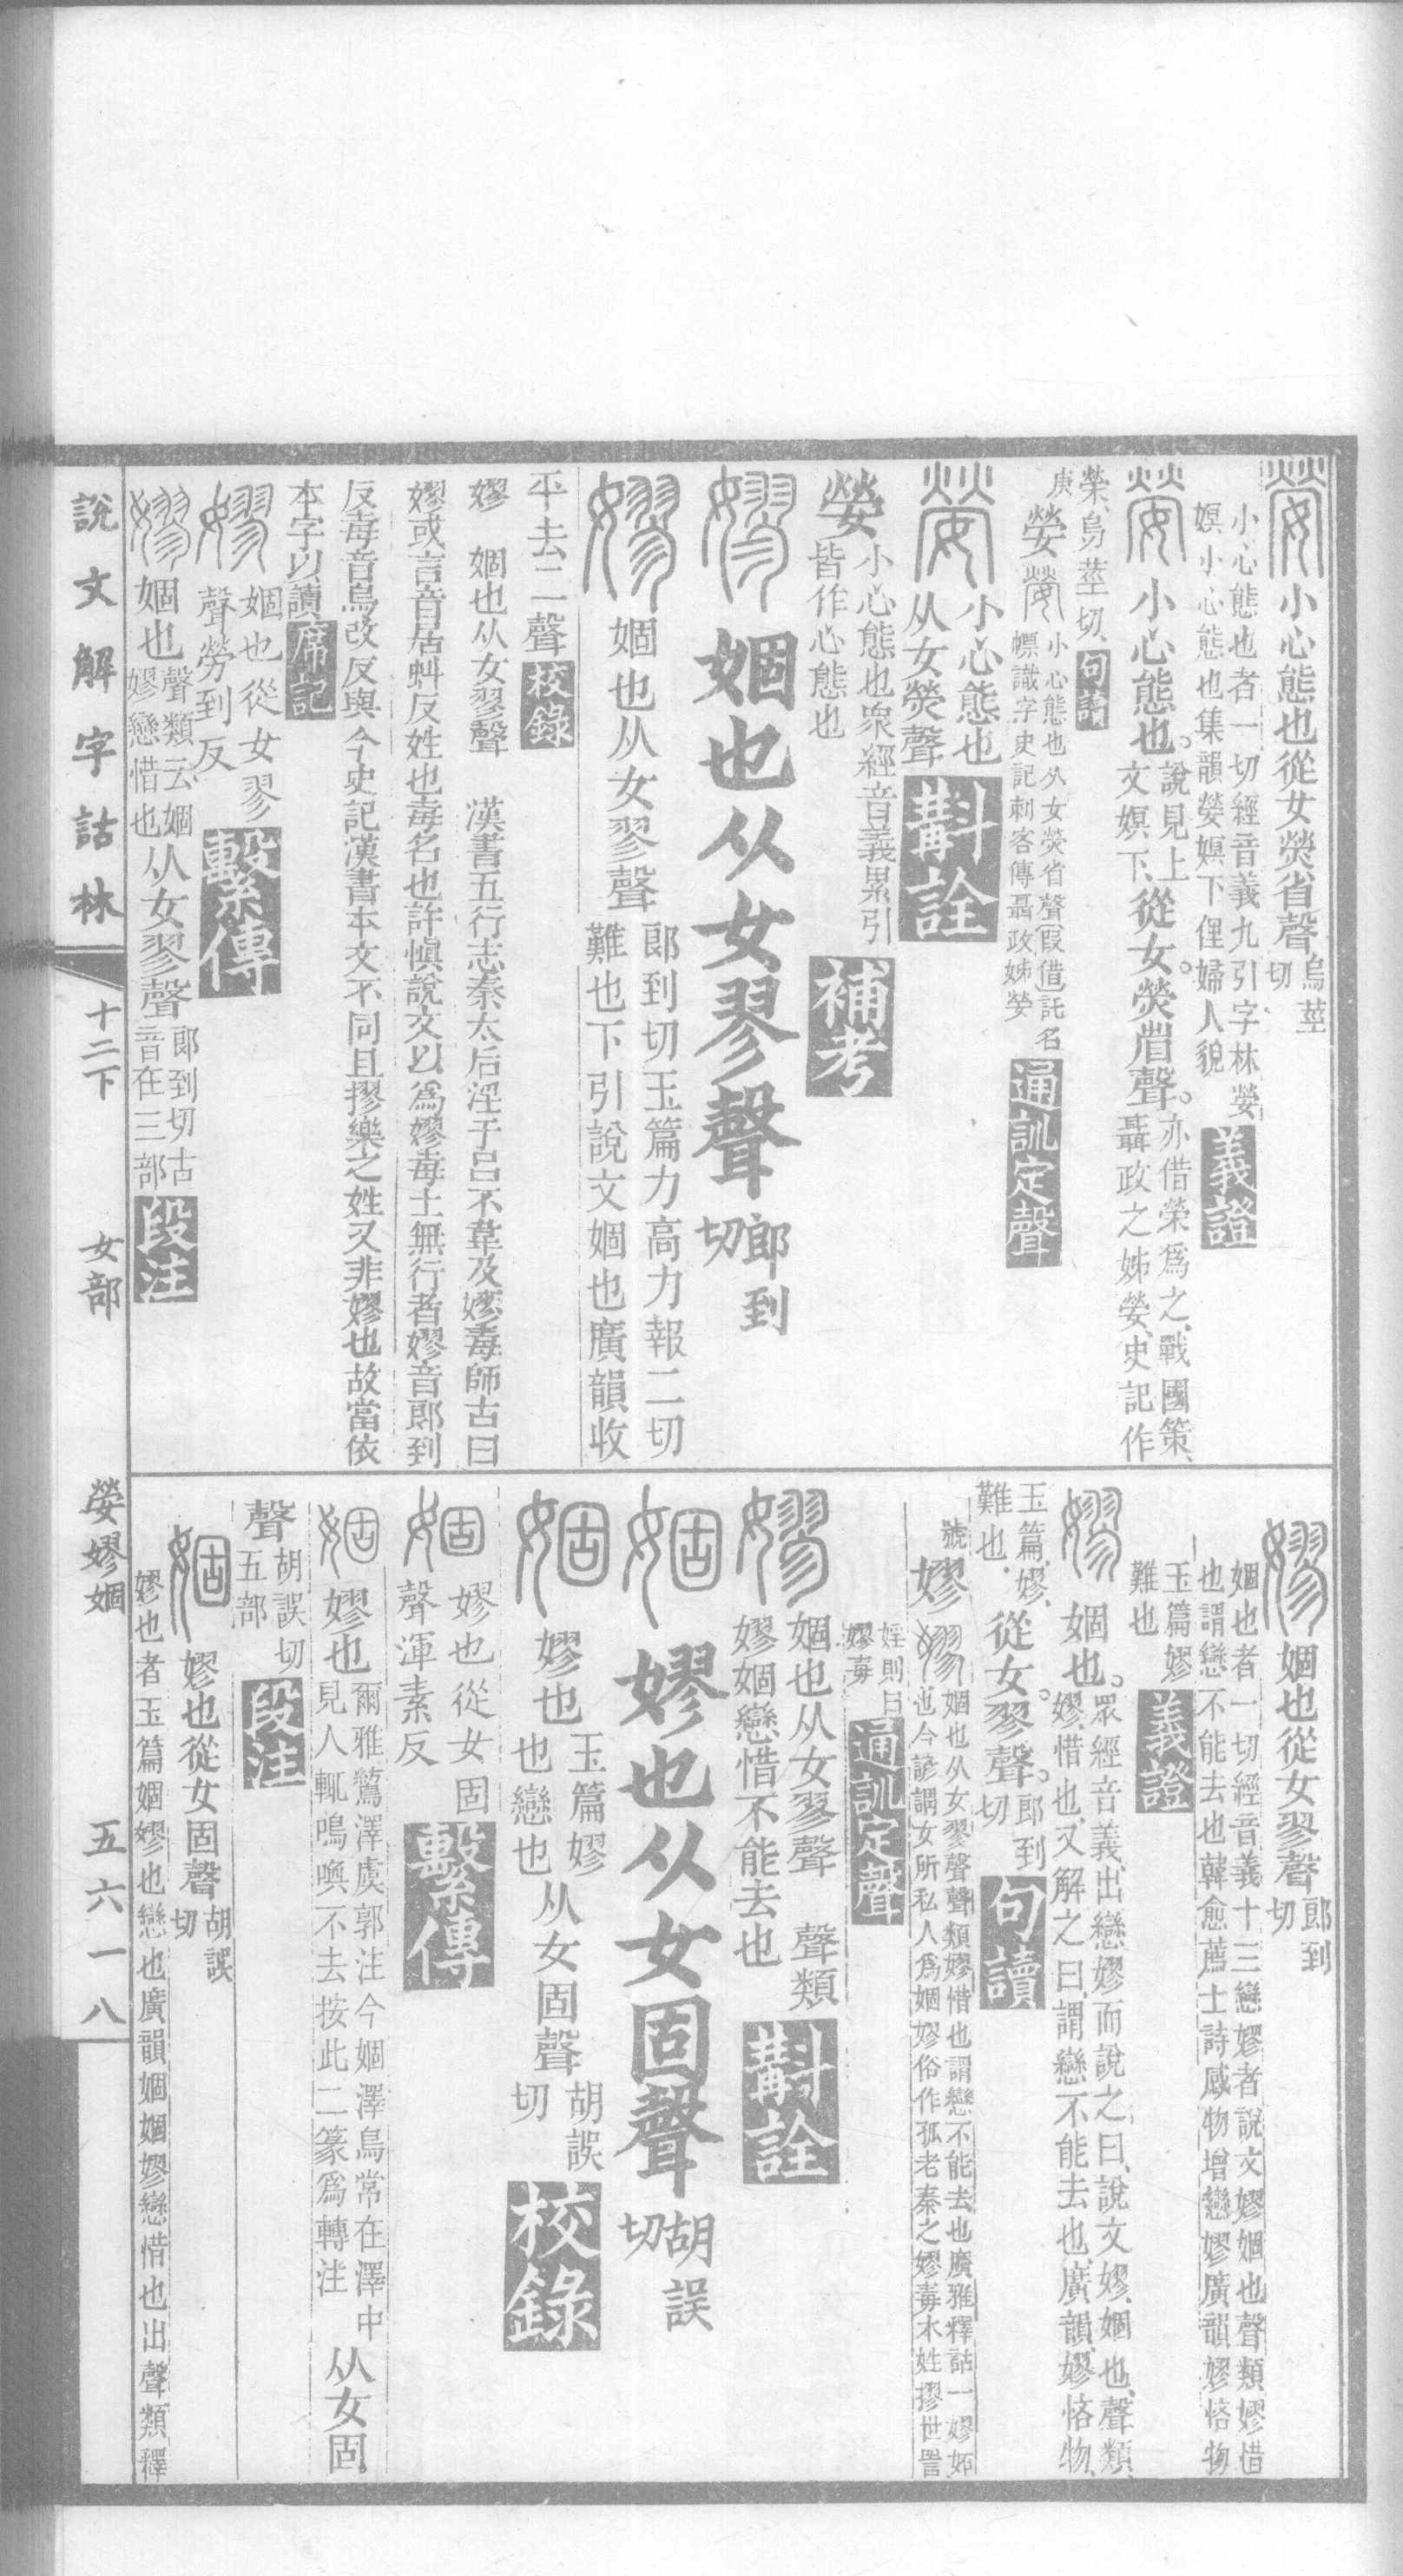 嫈小心態也從女熒省聲烏莖切
小心態也者一切經音義九引字林嫈
嫇小心態也集韻嫈嫇下俚婦人貌
義證
嫈小心態也。說見上文嫇下、從女。熒省聲。亦借榮爲之、戰國策、聶政之姊嫈、史記作
榮、烏莖切、
句讀
庚
嫈嫈小心態也从女熒省聲叚借託名
幖識字史記刺客傳聶政姊嫈
通訓定聲
嫈小心態也
从女熒聲
斠詮
嫈小心態也眾經音義累引
皆作心態也
補考
嫪婟也从女翏聲郎到切
嫪婟也从女翏聲郎到切玉篇力高力報二切
難也下引說文婟也廣韻收
平去二聲
校錄
嫪 婟也从女翏聲 漢書五行志秦太后淫于呂不韋及嫪毐師古曰
嫪或言音居虯反姓也毐名也許愼說文以爲嫪毐士無行者嫪音郎到
反毐音烏改反與今史記漢書本文不同且摎樂之姓又非嫪也故當依
本字以讀
席記
嫪婟也從女翏
聲勞到反
繫傳
嫪婟也聲類云婟嫪戀惜也从女翏聲郎到切古音在三部
段注
嫪婟也從女翏聲郎到切
婟也者一切經音義十三戀嫪者說文嫪婟也聲類嫪惜
也謂戀不能去也韓愈薦士詩感物增戀嫪廣韻嫪恡物
玉篇嫪
難也
義證
嫪婟也。眾經音義、出戀嫪而說之曰、說文嫪、婟也、聲類、
嫪、惜也、又解之曰、謂戀不能去也、廣韻、嫪恡物、
玉篇、嫪、難也、從女。翏聲。郎到切
句讀
號
嫪嫪婟也从女翏聲聲類嫪惜也謂戀不能去也廣雅釋詁一嫪妬
也今諺謂女所私人爲婟嫪俗作孤老秦之嫪毐本姓摎世詈
婬則曰
嫪毐
通訓定聲
嫪婟也从女翏聲 聲類
嫪婟戀惜不能去也
斠詮
婟嫪也从女固聲胡誤切
婟嫪也玉篇嫪也戀也从女固聲胡誤切
校錄
婟嫪也從女固
聲渾素反
繫傳
婟嫪也爾雅鶭澤虞郭注今婟澤鳥常在澤中
見人輒鳴喚不去按此二篆爲轉注从女固
聲胡誤切五部
段注
婟嫪也從女固聲胡誤切
嫪也者玉篇婟嫪也戀也廣韻婟婟嫪戀惜也出聲類釋
說文解字詁林
十二下
女部
嫈嫪婟
五六一八